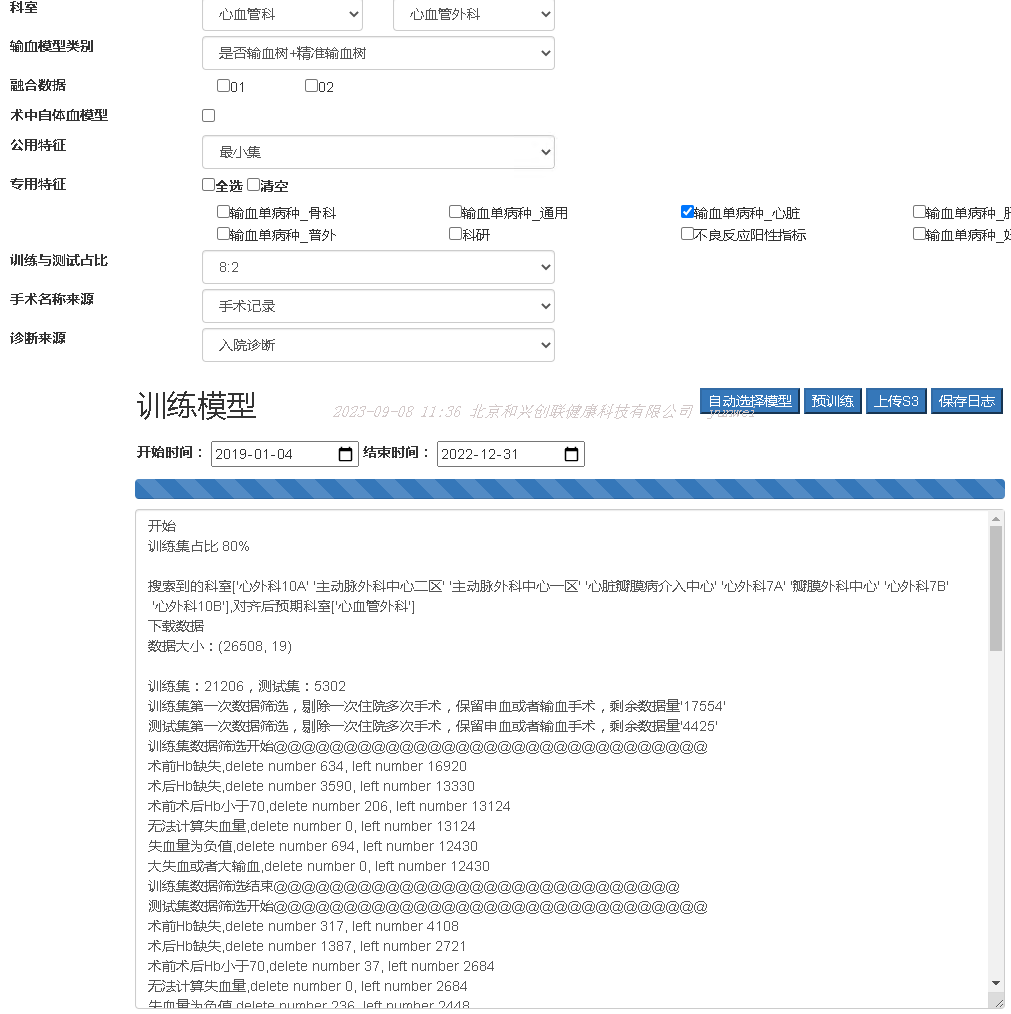 科室 心血管科 心血管外科
输血模型类别 是否输血树+精准输血树
融合数据 01 02
术中自体血模型
公用特征 最小集
专用特征 全选 清空
输血单病种_骨科 输血单病种_通用 输血单病种_心脏 输血单病种_
输血单病种_普外 科研 不良反应阳性指标 输血单病种_
训练与测试占比 8:2
手术名称来源 手术记录
诊断来源 入院诊断
训练模型 2023-09-08 11:36 北京和兴创联健康科技有限公司 自动选择模型 预训练 上传S3 保存日志
开始时间： 2019-01-04 结束时间： 2022-12-31
开始
训练集占比 80%
搜索到的科室['心外科10A' '主动脉外科中心二区' '主动脉外科中心一区' '心脏瓣膜病介入中心' '心外科7A' '瓣膜外科中心' '心外科7B'
'心外科10B'],对齐后预期科室['心血管外科']
下载数据
数据大小：(26508, 19)
训练集：21206，测试集：5302
训练集第一次数据筛选，剔除一次住院多次手术，保留申血或者输血手术，剩余数据量'17554'
测试集第一次数据筛选，剔除一次住院多次手术，保留申血或者输血手术，剩余数据量'4425'
训练集数据筛选开始@@@@@@@@@@@@@@@@@@@@@@@@@@@@@@@
术前Hb缺失,delete number 634, left number 16920
术后Hb缺失,delete number 3590, left number 13330
术前术后Hb小于70,delete number 206, left number 13124
无法计算失血量,delete number 0, left number 13124
失血量为负值,delete number 694, left number 12430
大失血或者大输血,delete number 0, left number 12430
训练集数据筛选结束@@@@@@@@@@@@@@@@@@@@@@@@@@@@@
测试集数据筛选开始@@@@@@@@@@@@@@@@@@@@@@@@@@@@@@@
术前Hb缺失,delete number 317, left number 4108
术后Hb缺失,delete number 1387, left number 2721
术前术后Hb小于70,delete number 37, left number 2684
无法计算失血量,delete number 0, left number 2684
失血量为负值,delete number 236, left number 2448